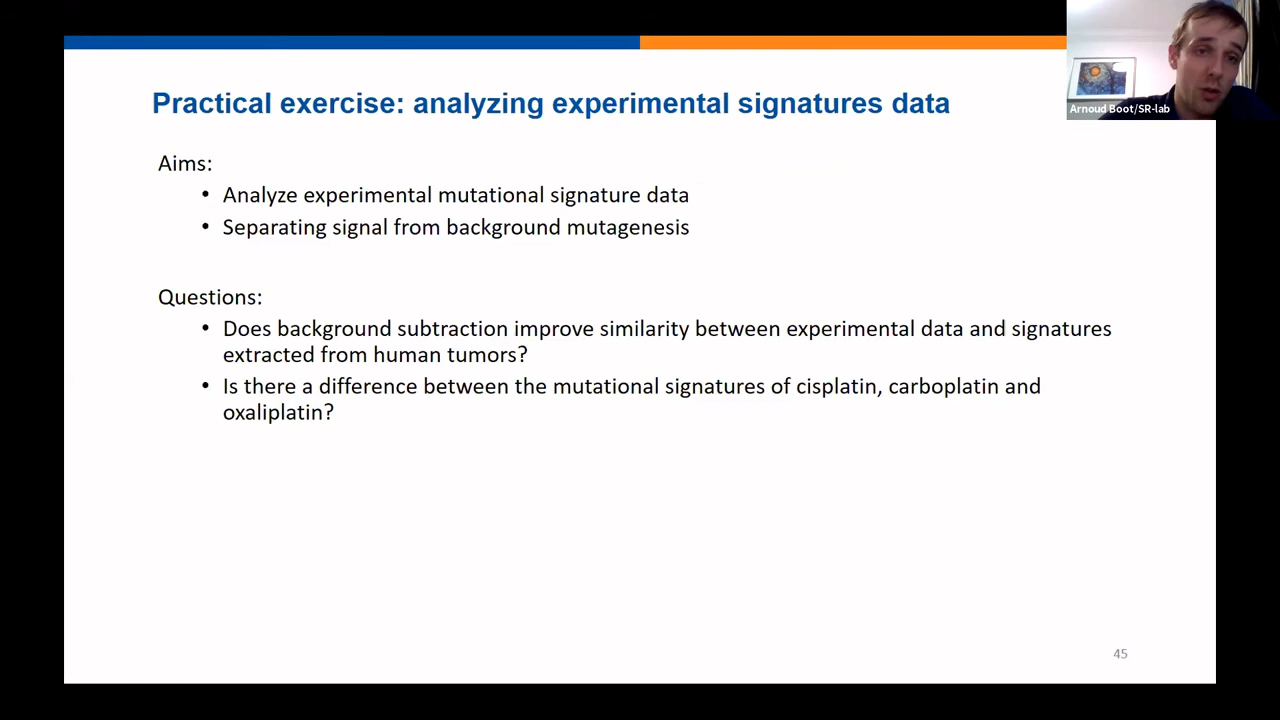 Practical exercise: analyzing experimental signatures data
Arnoud Boot/SR-lab
Aims:
• Analyze experimental mutational signature data
• Separating signal from background mutagenesis
Questions:
• Does background subtraction improve similarity between experimental data and signatures
extracted from human tumors?
• Is there a difference between the mutational signatures of cisplatin, carboplatin and
oxaliplatin?
45